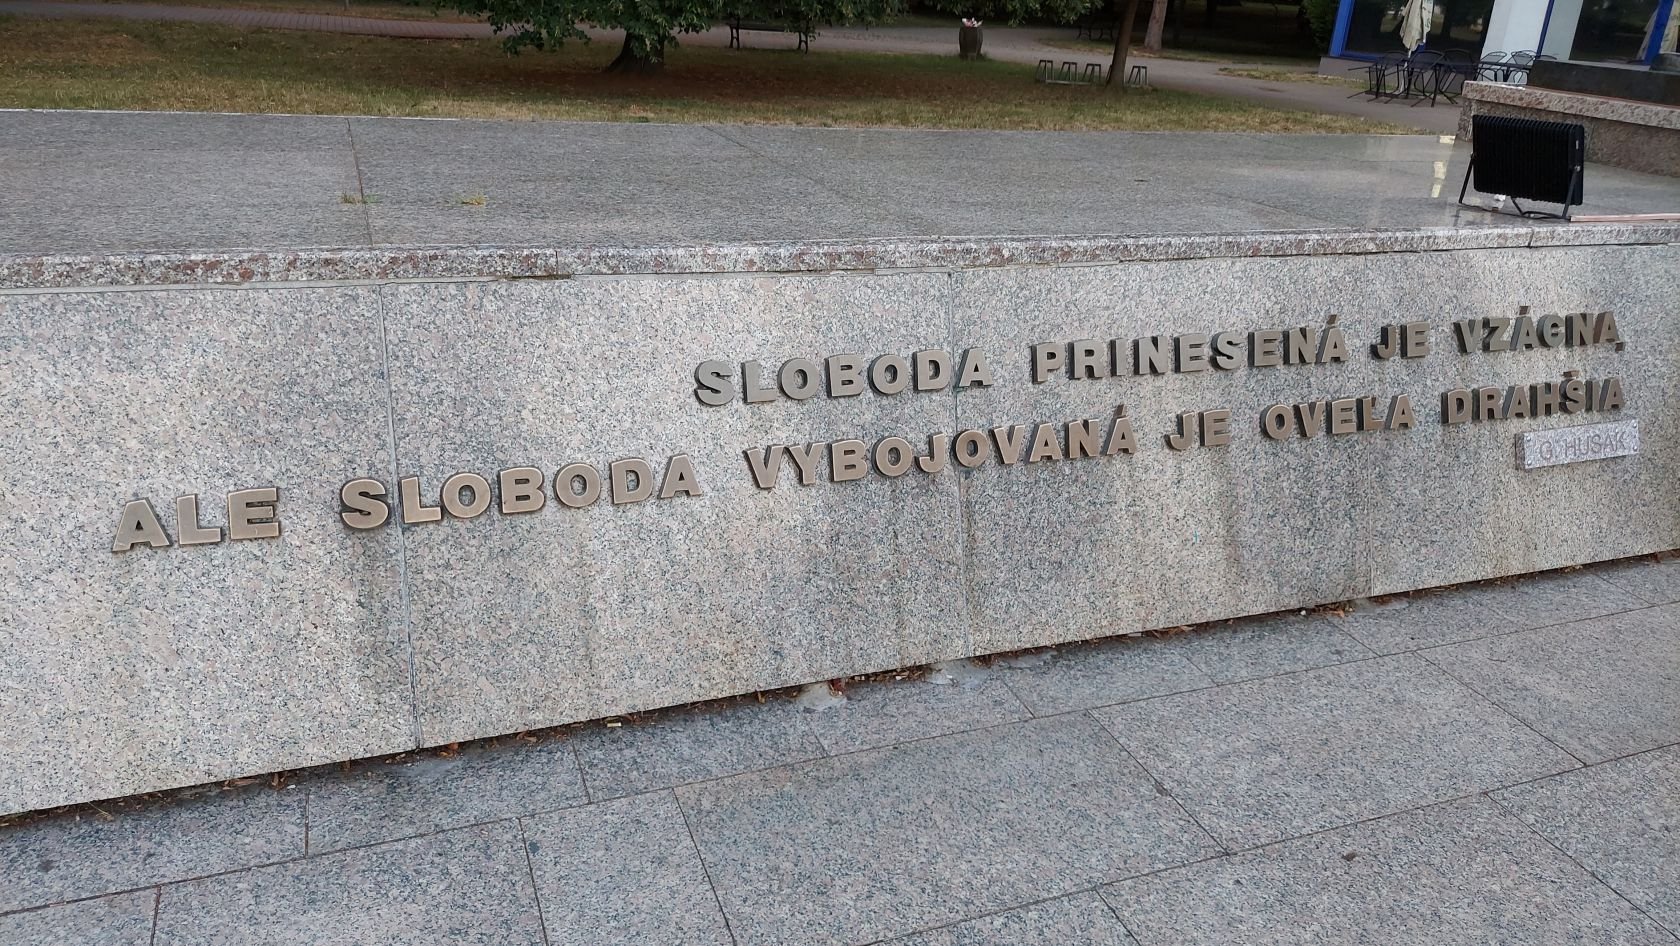 SLOBODA PRINESENÁ JE VZÁCNA,
ALE SLOBODA VYBOJOVANÁ JE OVEĽA DRAHŠIA
G. HUSÁK